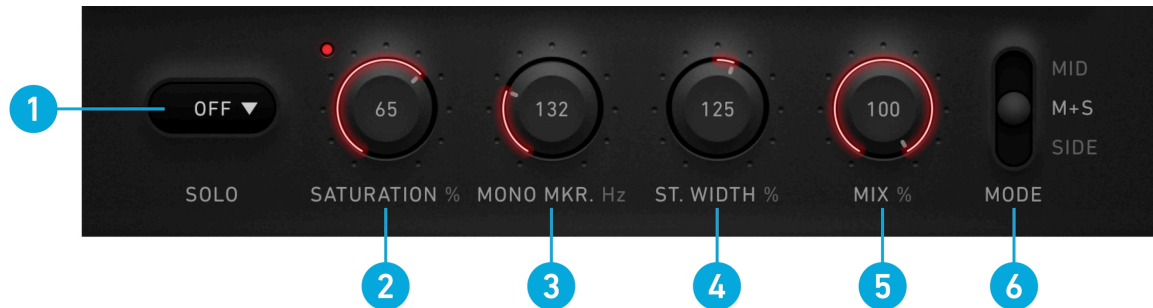 1
OFF ▼
65
132
125
100
MID
M+S
SIDE
SOLO
SATURATION %
MONO MKR. Hz
ST. WIDTH %
MIX %
MODE
2
3
4
5
6